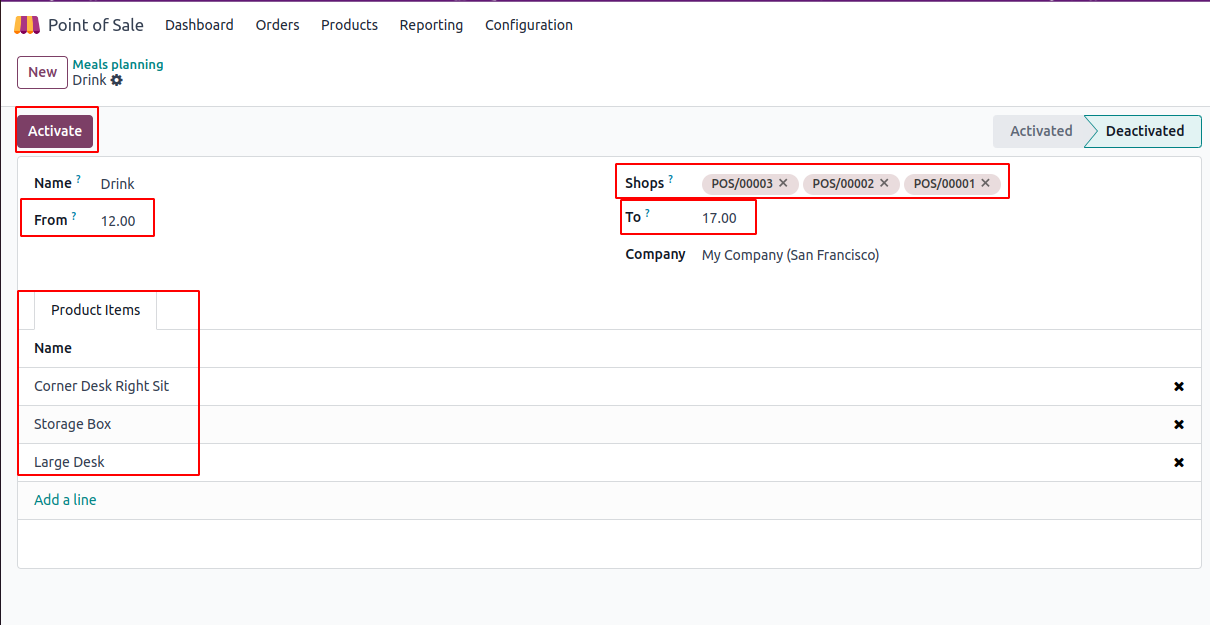 Point of Sale Dashboard Orders Products Reporting Configuration
New Meals planning
Drink
Activate Activated Deactivated
Name ? Drink Shops ? POS/00003 × POS/00002 × POS/00001 ×
From ? 12.00 To ? 17.00
Company My Company (San Francisco)
Product Items
Name
Corner Desk Right Sit
Storage Box
Large Desk
Add a line